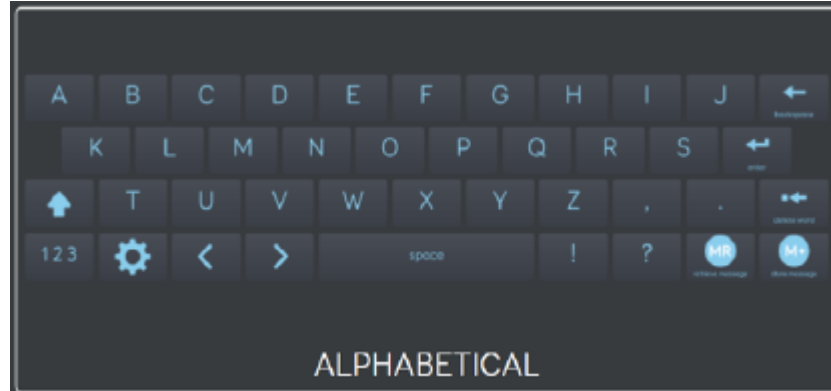 A B C D E F G H I J
backspace
K L M N O P Q R S
enter
T U V W X Y Z , .
delete word
123 space ! ? MR M+
retrieve message store message
ALPHABETICAL